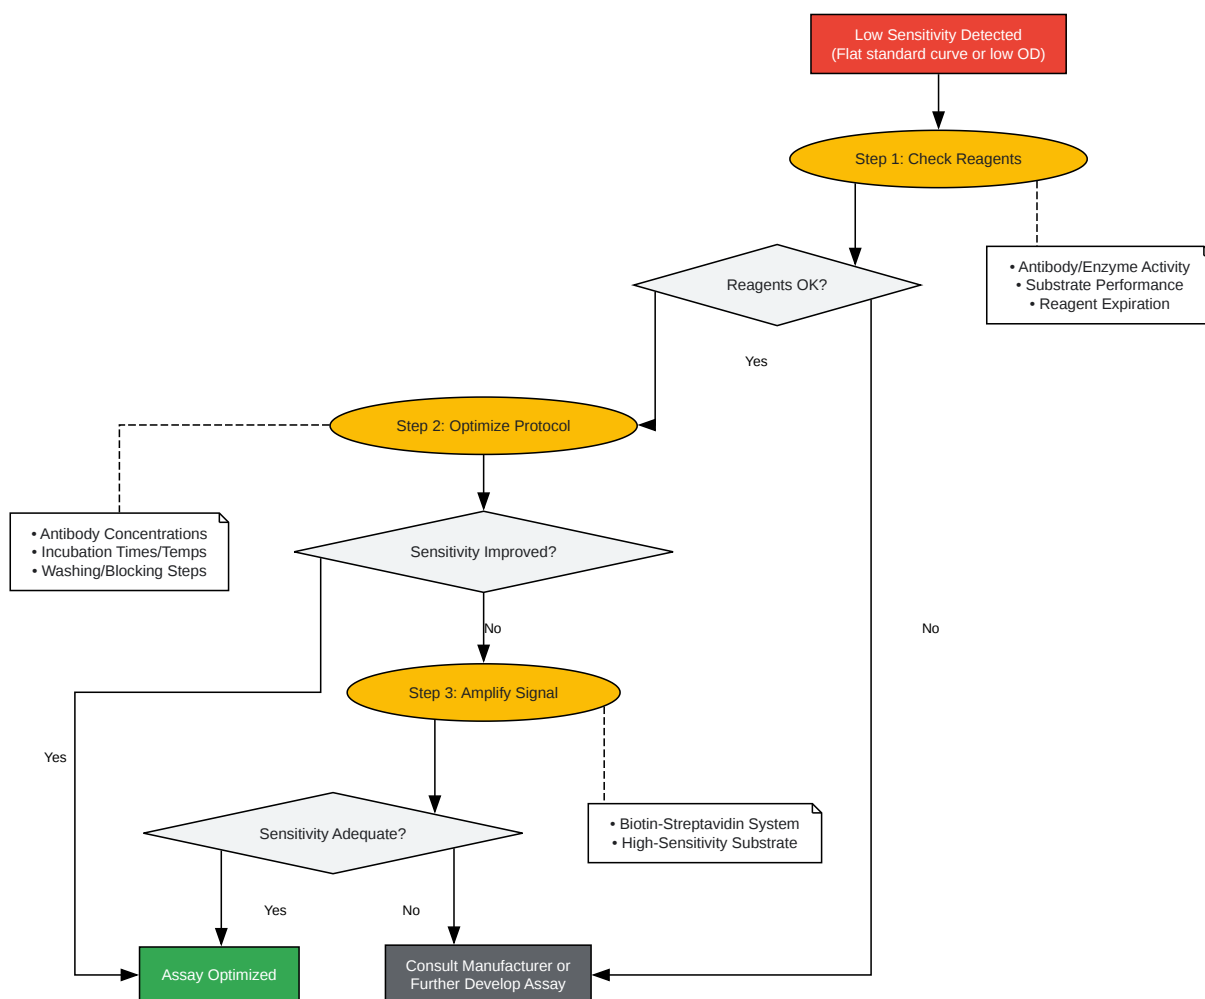 Low Sensitivity Detected
(Flat standard curve or low OD)
Step 1: Check Reagents
• Antibody/Enzyme Activity
• Substrate Performance
• Reagent Expiration
Reagents OK?
Yes
Step 2: Optimize Protocol
• Antibody Concentrations
• Incubation Times/Temps
• Washing/Blocking Steps
Sensitivity Improved?
No
No
Step 3: Amplify Signal
Yes
• Biotin-Streptavidin System
• High-Sensitivity Substrate
Sensitivity Adequate?
Yes
No
Assay Optimized
Consult Manufacturer or
Further Develop Assay